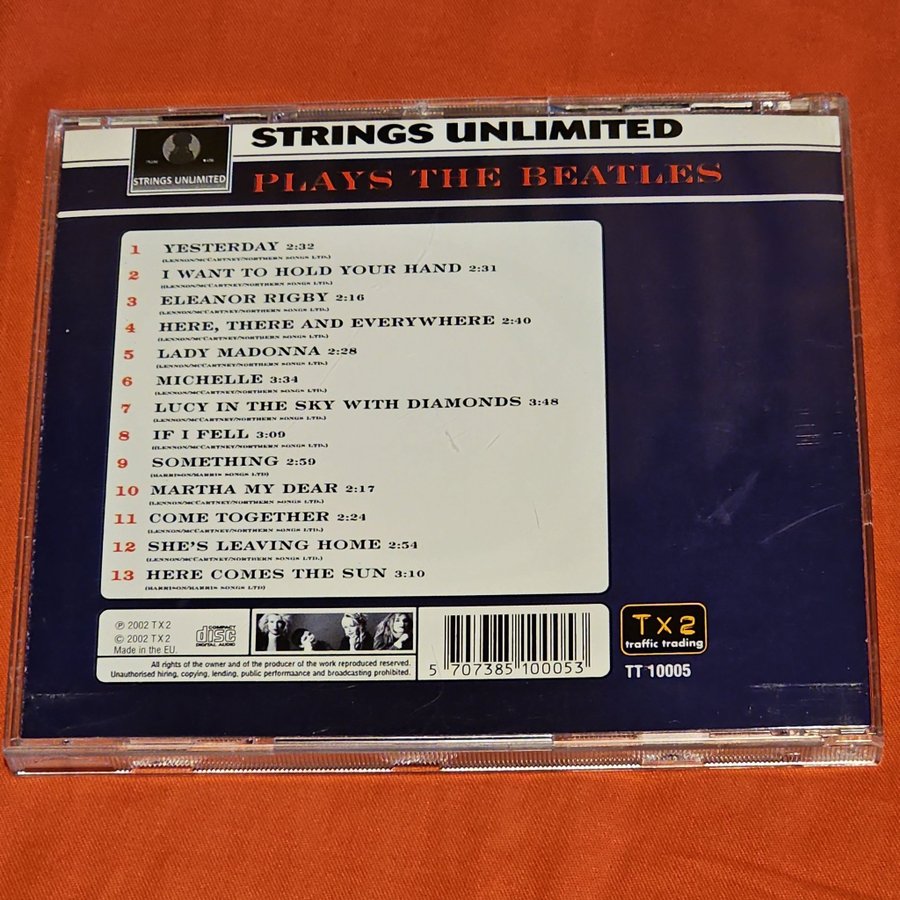 STRINGS UNLIMITED
STRINGS UNLIMITED
PLAYS THE BEATLES
1 YESTERDAY 2:32
(LENNON/MCCARTNEY/NORTHERN SONGS LTD.)
2 I WANT TO HOLD YOUR HAND 2:31
((LENNON/MCCARTNEY/NORTHERN SONGS LTD.)
3 ELEANOR RIGBY 2:16
(LENNON/MCCARTNEY/NORTHERN SONGS LTD.)
4 HERE, THERE AND EVERYWHERE 2:40
(LENNON/MCCARTNEY/NORTHERN SONGS LTD.)
5 LADY MADONNA 2:28
(LENNON/MCCARTNEY/NORTHERN SONGS LTD.)
6 MICHELLE 3:34
(LENNON/MCCARTNEY/NORTHERN SONGS LTD.)
7 LUCY IN THE SKY WITH DIAMONDS 3:48
(LENNON/MCCARTNEY/NORTHERN SONGS LTD.)
8 IF I FELL 3:09
((LENNON/MCCARTNEY/NORTHERN SONGS LTD.)
9 SOMETHING 2:59
(HARRISON/HARRIS SONGS LTD)
10 MARTHA MY DEAR 2:17
(LENNON/MCCARTNEY/NORTHERN SONGS LTD.)
11 COME TOGETHER 2:24
(LENNON/MCCARTNEY/NORTHERN SONGS LTD.)
12 SHE'S LEAVING HOME 2:54
(LENNON/MCCARTNEY/NORTHERN SONGS LTD.)
13 HERE COMES THE SUN 3:10
(HARRISON/HARRIS SONGS LTD)
℗ 2002 TX2
© 2002 TX2
Made in the EU.
COMPACT
disc
DIGITAL AUDIO
All rights of the owner and of the producer of the work reproduced reserved.
Unauthorised hiring, copying, lending, public performaance and broadcasting prohibited.
5 707385 100053
T x 2
traffic trading
TT 10005